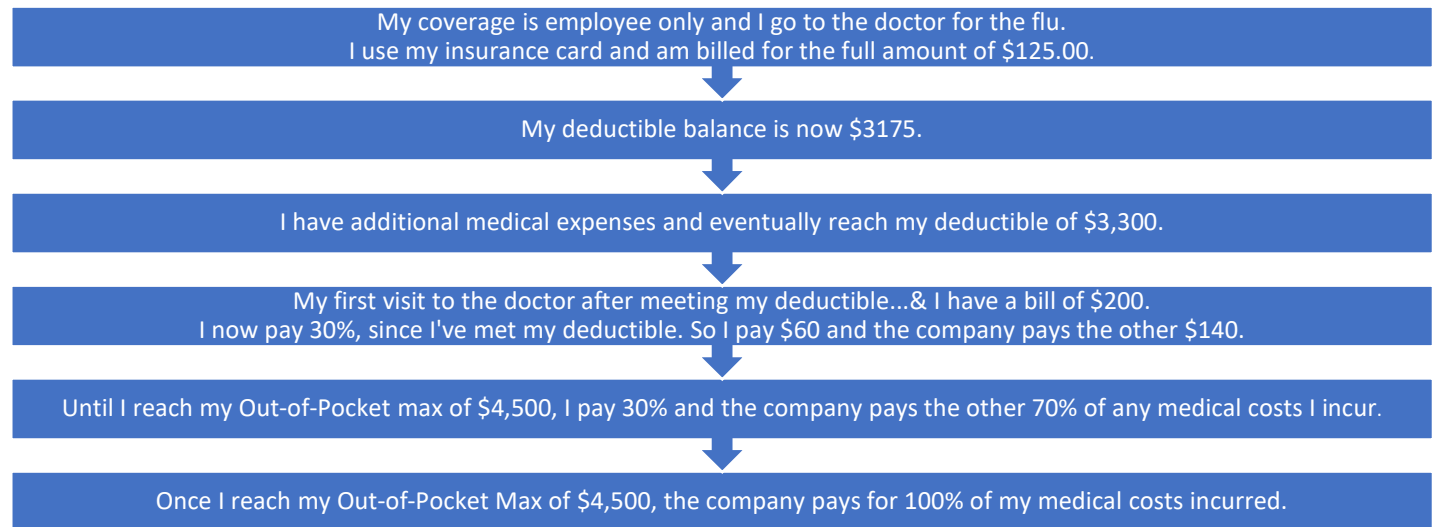 My coverage is employee only and I go to the doctor for the flu.
I use my insurance card and am billed for the full amount of $125.00.
My deductible balance is now $3175.
I have additional medical expenses and eventually reach my deductible of $3,300.
My first visit to the doctor after meeting my deductible...& I have a bill of $200.
I now pay 30%, since I've met my deductible. So I pay $60 and the company pays the other $140.
Until I reach my Out-of-Pocket max of $4,500, I pay 30% and the company pays the other 70% of any medical costs I incur.
Once I reach my Out-of-Pocket Max of $4,500, the company pays for 100% of my medical costs incurred.